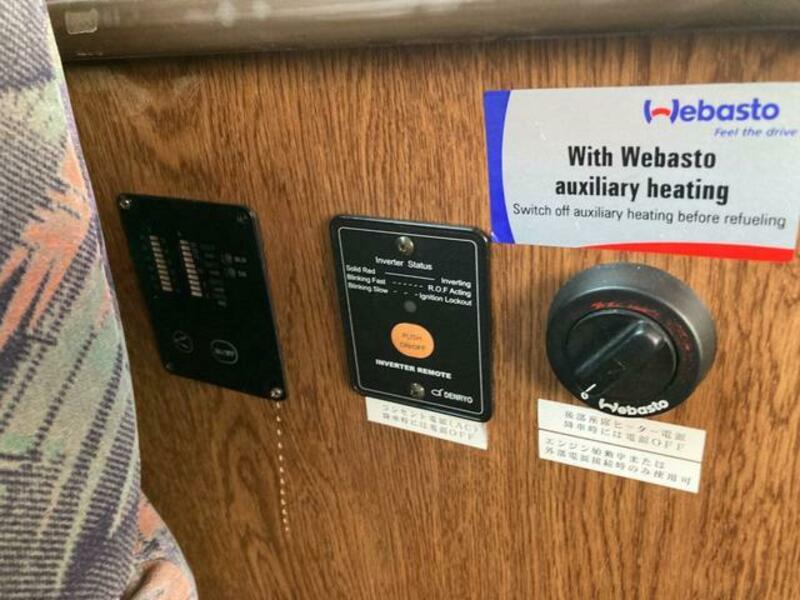 Webasto
Feel the drive
With Webasto
auxiliary heating
Switch off auxiliary heating before refueling
Inverter Status
Solid Red Inverting
Blinking Fast R.O.F Acting
Blinking Slow Ignition Lockout
PUSH
ON/OFF
INVERTER REMOTE
DENRYO
コンセント電源(AC)
降車時には電源OFF
Webasto
後部座席ヒーター電源
降車時には電源OFF
エンジン始動中または
外部電源接続時のみ使用可